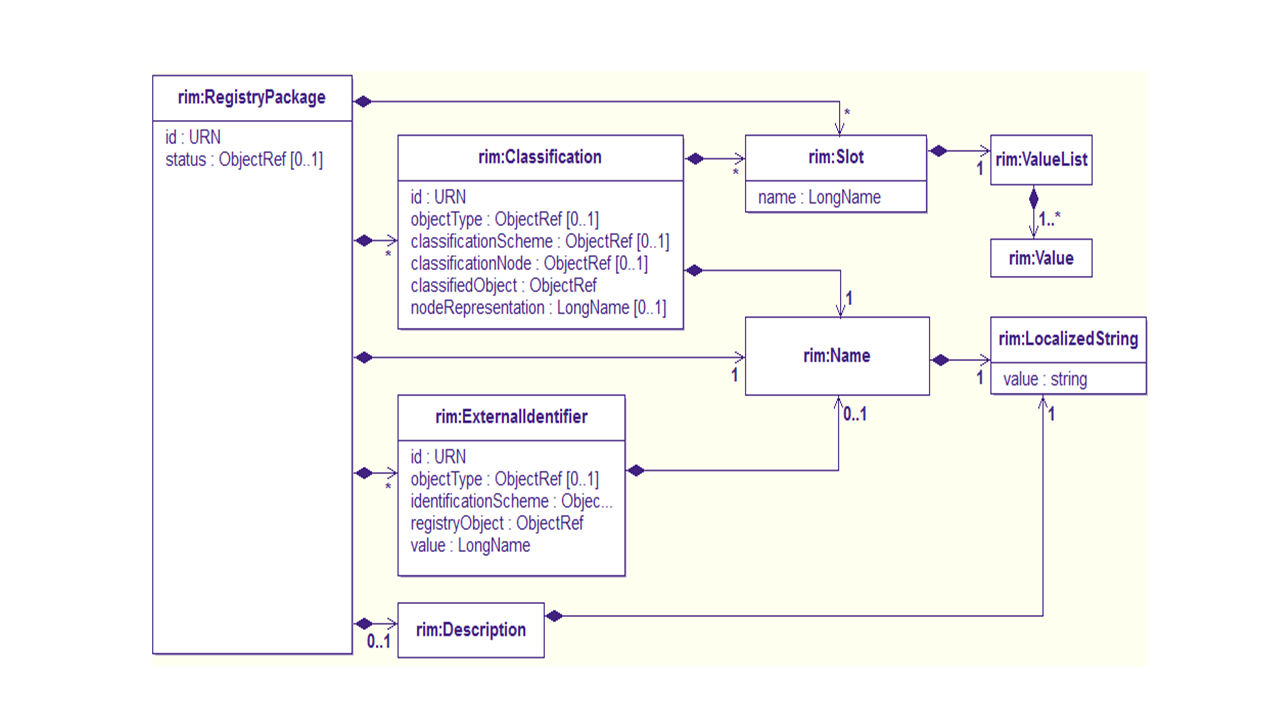 rim:RegistryPackage
id : URN
status : ObjectRef [0..1]
*
rim:Classification
id : URN
objectType : ObjectRef [0..1]
classificationScheme : ObjectRef [0..1]
classificationNode : ObjectRef [0..1]
classifiedObject : ObjectRef
nodeRepresentation : LongName [0..1]
*
*
rim:Slot
name : LongName
1
rim:ValueList
1..*
rim:Value
1
rim:Name
1
1
rim:LocalizedString
value : string
rim:ExternalIdentifier
id : URN
objectType : ObjectRef [0..1]
identificationScheme : Objec...
registryObject : ObjectRef
value : LongName
*
0..1
1
rim:Description
0..1